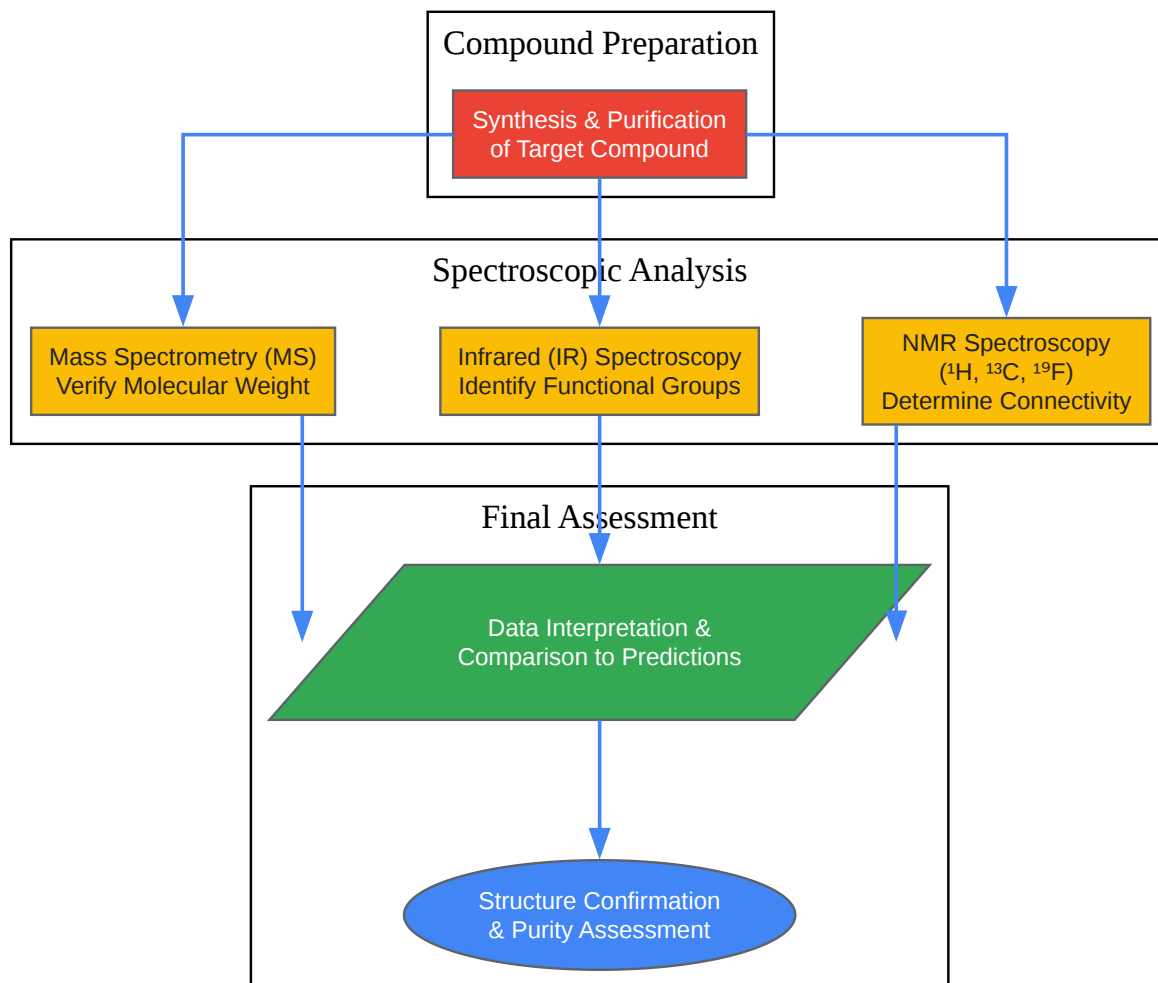 Compound Preparation
Synthesis & Purification
of Target Compound
Spectroscopic Analysis
Mass Spectrometry (MS)
Verify Molecular Weight
Infrared (IR) Spectroscopy
Identify Functional Groups
NMR Spectroscopy
(¹H, ¹³C, ¹⁹F)
Determine Connectivity
Final Assessment
Data Interpretation &
Comparison to Predictions
Structure Confirmation
& Purity Assessment